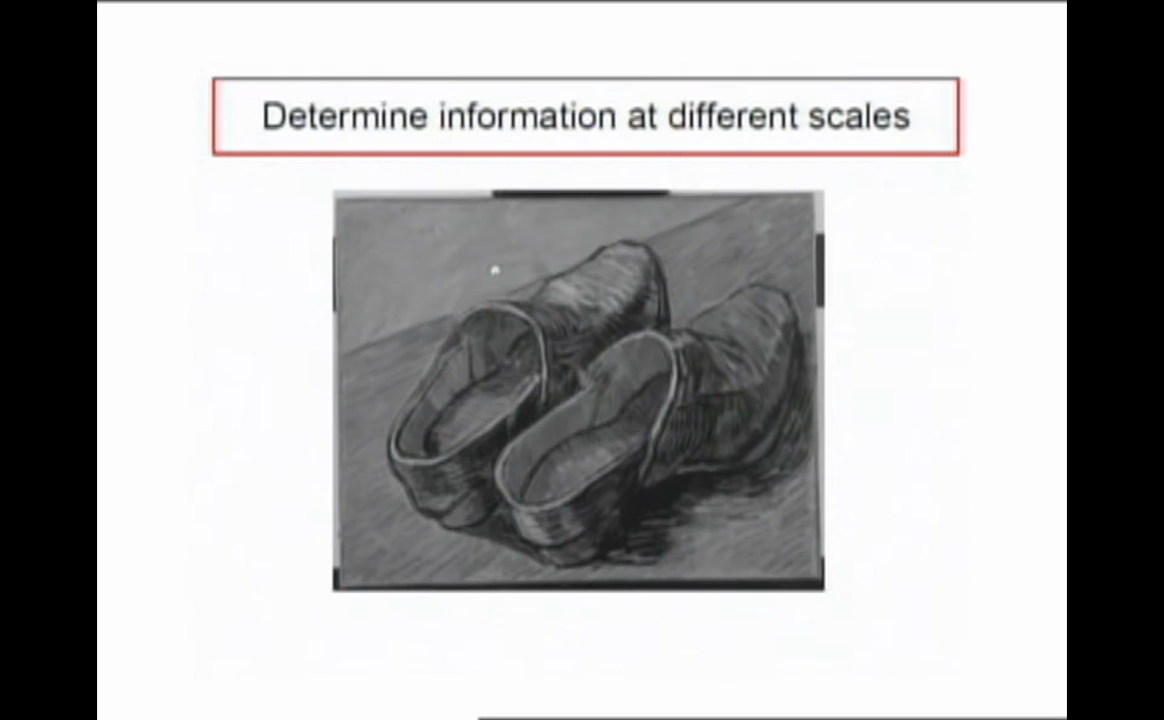 Determine information at different scales